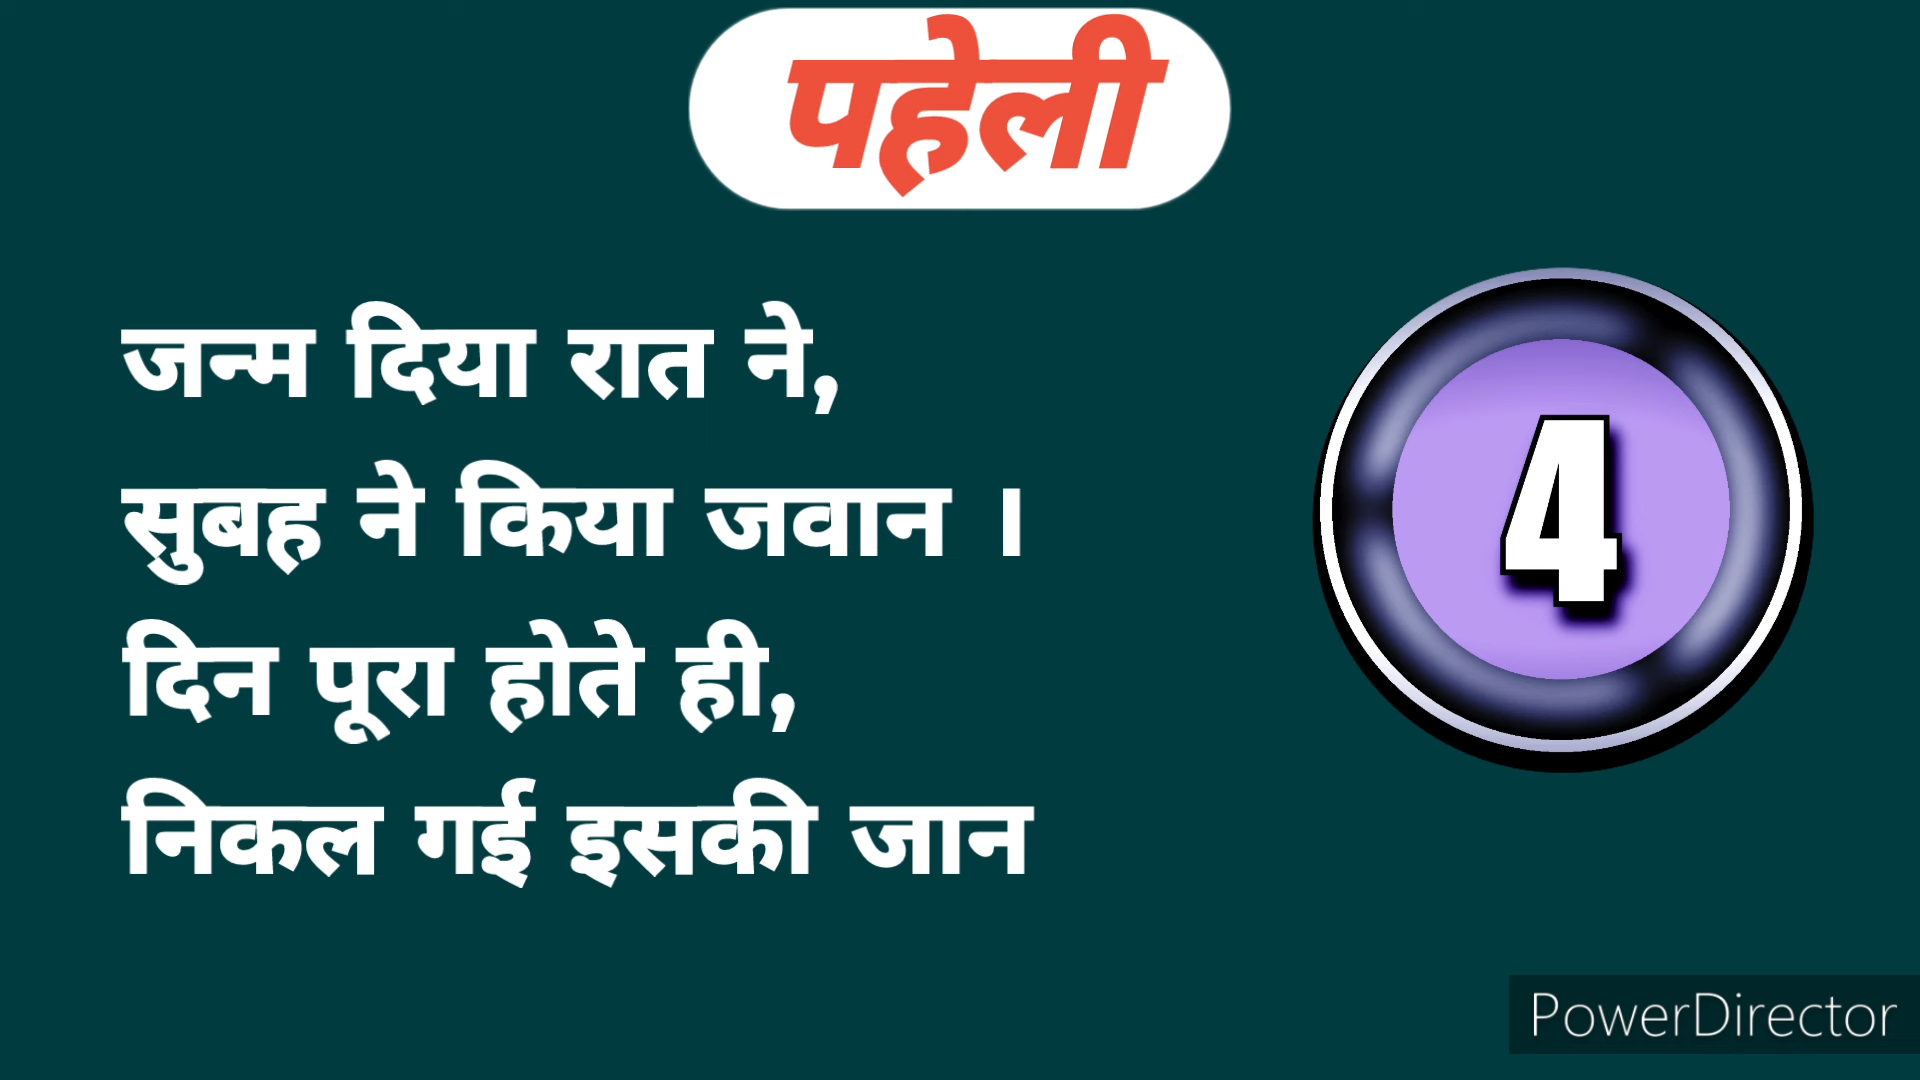 पहेली
जन्म दिया रात ने,
सुबह ने किया जवान ।
दिन पूरा होते ही,
निकल गई इसकी जान
4
PowerDirector